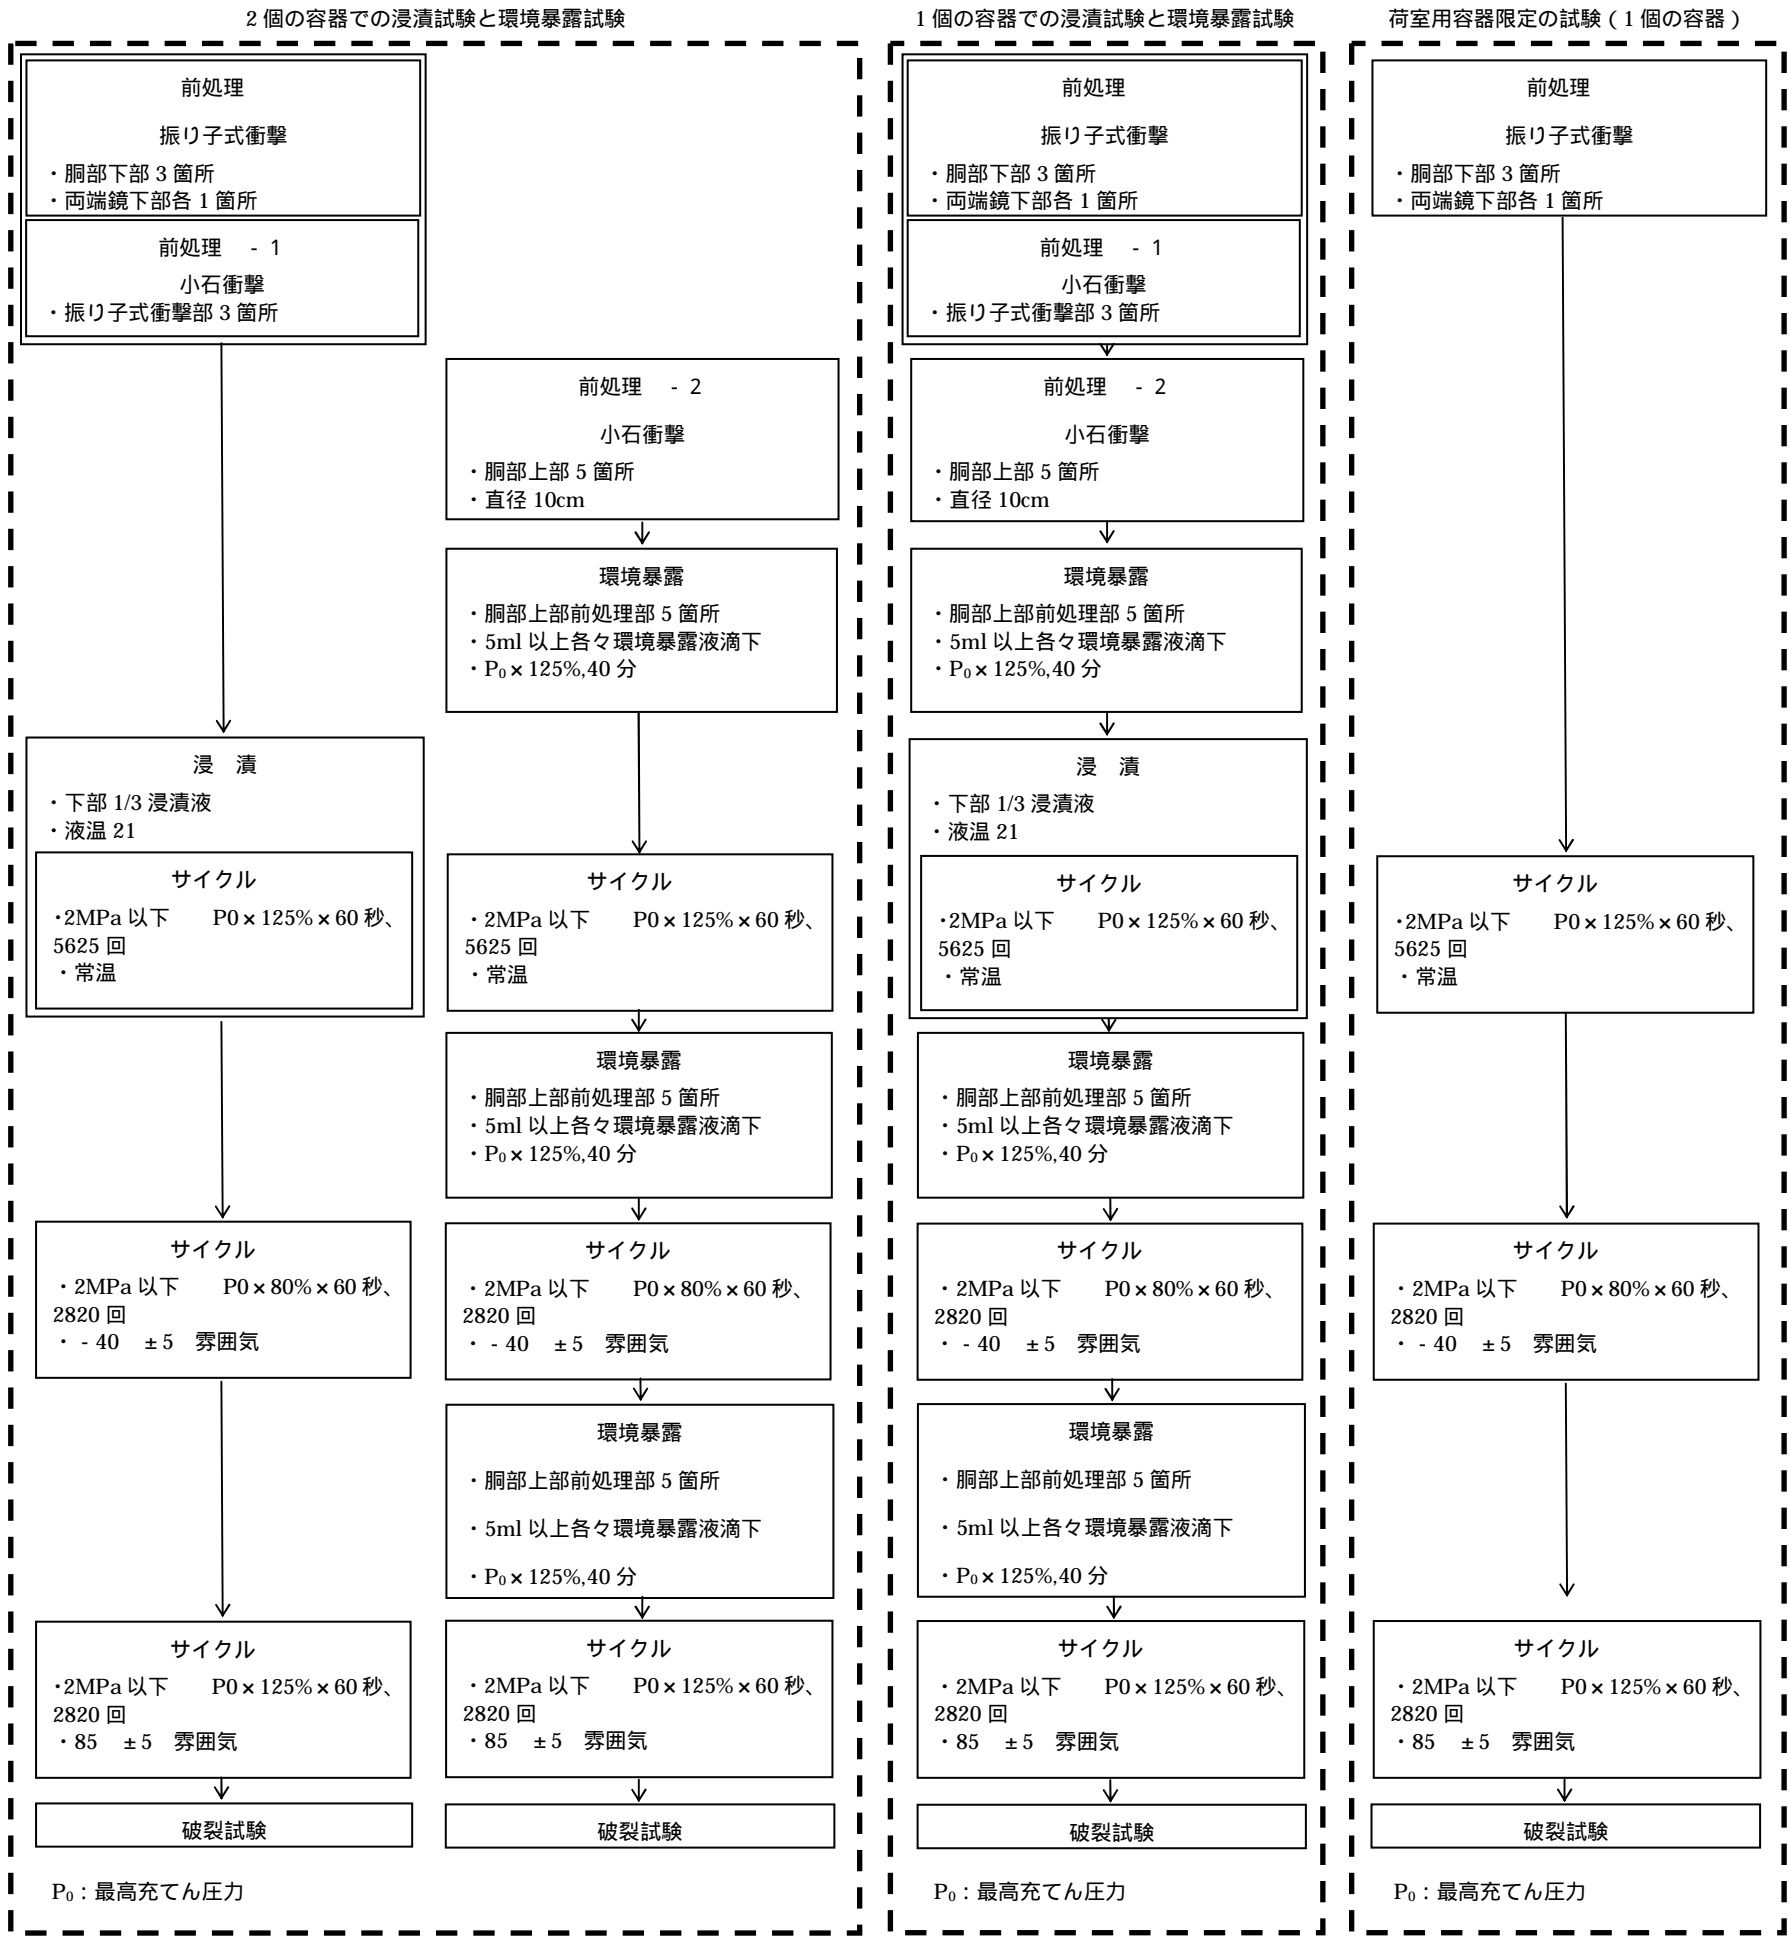 2 個の容器での浸漬試験と環境暴露試験
前処理
振り子式衝撃
・胴部下部 3 箇所
・両端鏡下部各 1 箇所
前処理 - 1
小石衝撃
・振り子式衝撃部 3 箇所
浸 漬
・下部 1/3 浸漬液
・液温 21
サイクル
・2MPa 以下 P0×125%×60 秒、
5625 回
・常温
サイクル
・2MPa 以下 P0×80%×60 秒、
2820 回
・ - 40 ±5 雰囲気
サイクル
・2MPa 以下 P0×125%×60 秒、
2820 回
・85 ±5 雰囲気
破裂試験
前処理 - 2
小石衝撃
・胴部上部 5 箇所
・直径 10cm
環境暴露
・胴部上部前処理部 5 箇所
・5ml 以上各々環境暴露液滴下
・P₀×125%,40 分
サイクル
・2MPa 以下 P0×125%×60 秒、
5625 回
・常温
環境暴露
・胴部上部前処理部 5 箇所
・5ml 以上各々環境暴露液滴下
・P₀×125%,40 分
サイクル
・2MPa 以下 P0×80%×60 秒、
2820 回
・ - 40 ±5 雰囲気
環境暴露
・胴部上部前処理部 5 箇所
・5ml 以上各々環境暴露液滴下
・P₀×125%,40 分
サイクル
・2MPa 以下 P0×125%×60 秒、
2820 回
・85 ±5 雰囲気
破裂試験
P₀：最高充てん圧力
1 個の容器での浸漬試験と環境暴露試験
前処理
振り子式衝撃
・胴部下部 3 箇所
・両端鏡下部各 1 箇所
前処理 - 1
小石衝撃
・振り子式衝撃部 3 箇所
前処理 - 2
小石衝撃
・胴部上部 5 箇所
・直径 10cm
環境暴露
・胴部上部前処理部 5 箇所
・5ml 以上各々環境暴露液滴下
・P₀×125%,40 分
浸 漬
・下部 1/3 浸漬液
・液温 21
サイクル
・2MPa 以下 P0×125%×60 秒、
5625 回
・常温
環境暴露
・胴部上部前処理部 5 箇所
・5ml 以上各々環境暴露液滴下
・P₀×125%,40 分
サイクル
・2MPa 以下 P0×80%×60 秒、
2820 回
・ - 40 ±5 雰囲気
環境暴露
・胴部上部前処理部 5 箇所
・5ml 以上各々環境暴露液滴下
・P₀×125%,40 分
サイクル
・2MPa 以下 P0×125%×60 秒、
2820 回
・85 ±5 雰囲気
破裂試験
P₀：最高充てん圧力
荷室用容器限定の試験（1 個の容器）
前処理
振り子式衝撃
・胴部下部 3 箇所
・両端鏡下部各 1 箇所
サイクル
・2MPa 以下 P0×125%×60 秒、
5625 回
・常温
サイクル
・2MPa 以下 P0×80%×60 秒、
2820 回
・ - 40 ±5 雰囲気
サイクル
・2MPa 以下 P0×125%×60 秒、
2820 回
・85 ±5 雰囲気
破裂試験
P₀：最高充てん圧力